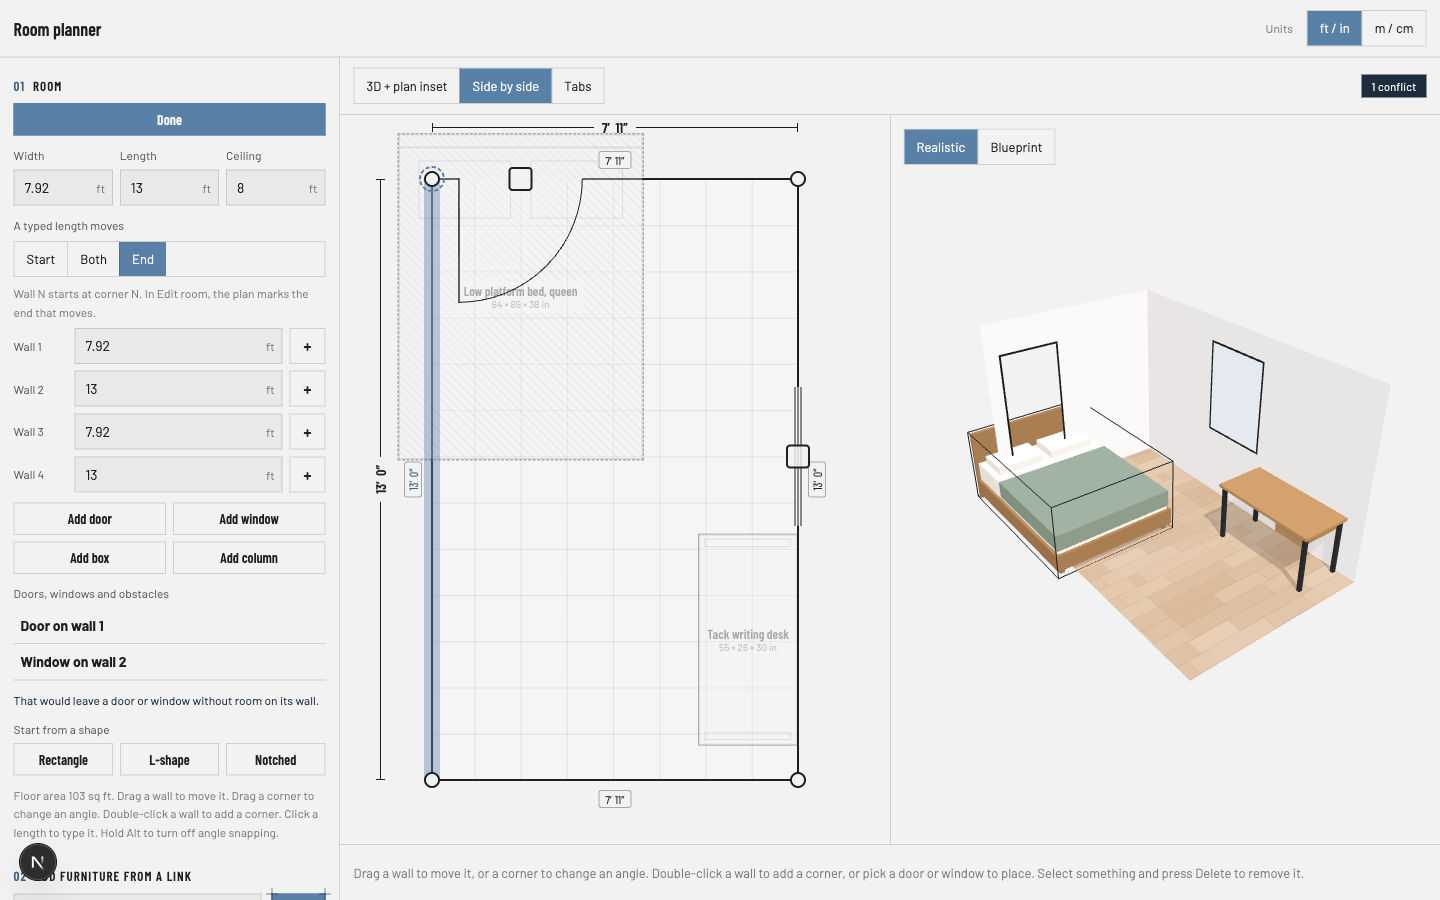 Room planner
Units
ft / in
m / cm
01 ROOM
Done
Width
Length
Ceiling
7.92 ft
13 ft
8 ft
A typed length moves
Start
Both
End
Wall N starts at corner N. In Edit room, the plan marks the
end that moves.
Wall 1
7.92 ft
+
Wall 2
13 ft
+
Wall 3
7.92 ft
+
Wall 4
13 ft
+
Add door
Add window
Add box
Add column
Doors, windows and obstacles
Door on wall 1
Window on wall 2
That would leave a door or window without room on its wall.
Start from a shape
Rectangle
L-shape
Notched
Floor area 103 sq ft. Drag a wall to move it. Drag a corner to
change an angle. Double-click a wall to add a corner. Click a
length to type it. Hold Alt to turn off angle snapping.
N
FURNITURE FROM A LINK
3D + plan inset
Side by side
Tabs
1 conflict
7' 11"
7' 11"
Low platform bed, queen
64 × 85 × 38 in
13' 0"
13' 0"
13' 0"
Tack writing desk
55 × 26 × 30 in
7' 11"
Realistic
Blueprint
Drag a wall to move it, or a corner to change an angle. Double-click a wall to add a corner, or pick a door or window to place. Select something and press Delete to remove it.